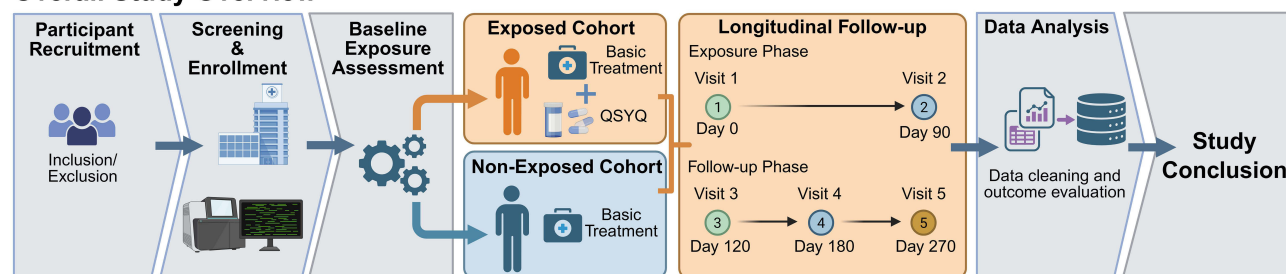 Participant
Recruitment
Inclusion/
Exclusion
Screening
&
Enrollment
Baseline
Exposure
Assessment
Exposed Cohort
Basic
Treatment
QSYQ
Non-Exposed Cohort
Basic
Treatment
Longitudinal Follow-up
Exposure Phase
Visit 1
Visit 2
1
2
Day 0
Day 90
Follow-up Phase
Visit 3
Visit 4
Visit 5
3
4
5
Day 120
Day 180
Day 270
Data Analysis
Data cleaning and
outcome evaluation
Study
Conclusion